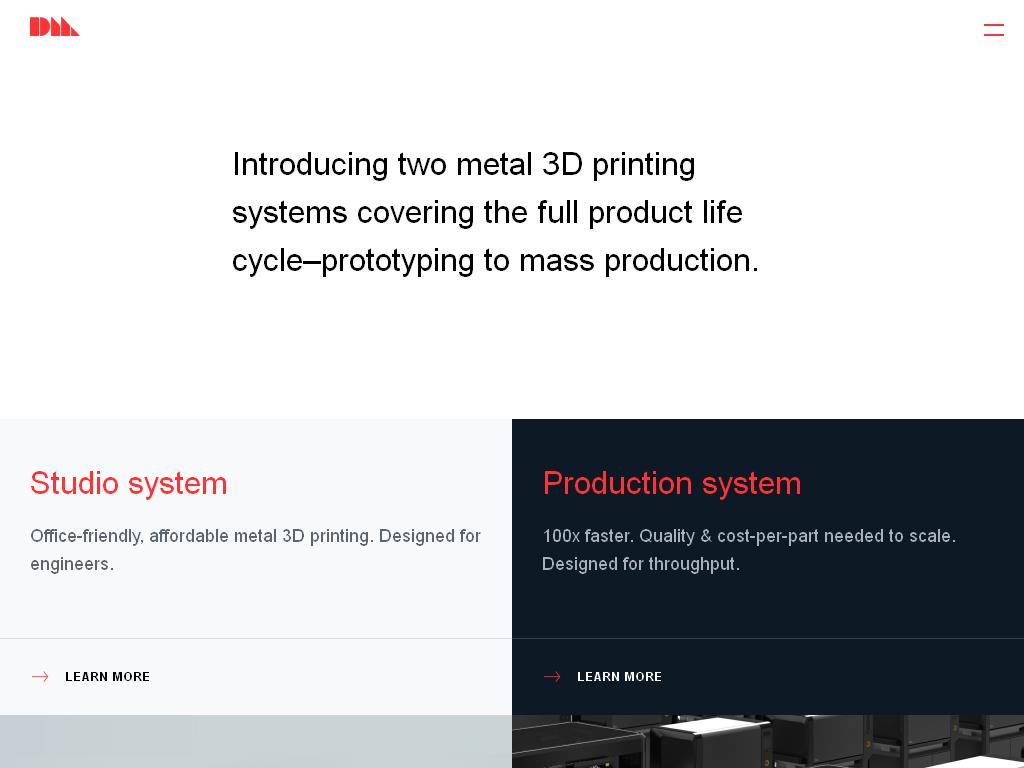 DM
Introducing two metal 3D printing
systems covering the full product life
cycle–prototyping to mass production.
Studio system
Office-friendly, affordable metal 3D printing. Designed for
engineers.
LEARN MORE
Production system
100x faster. Quality & cost-per-part needed to scale.
Designed for throughput.
LEARN MORE